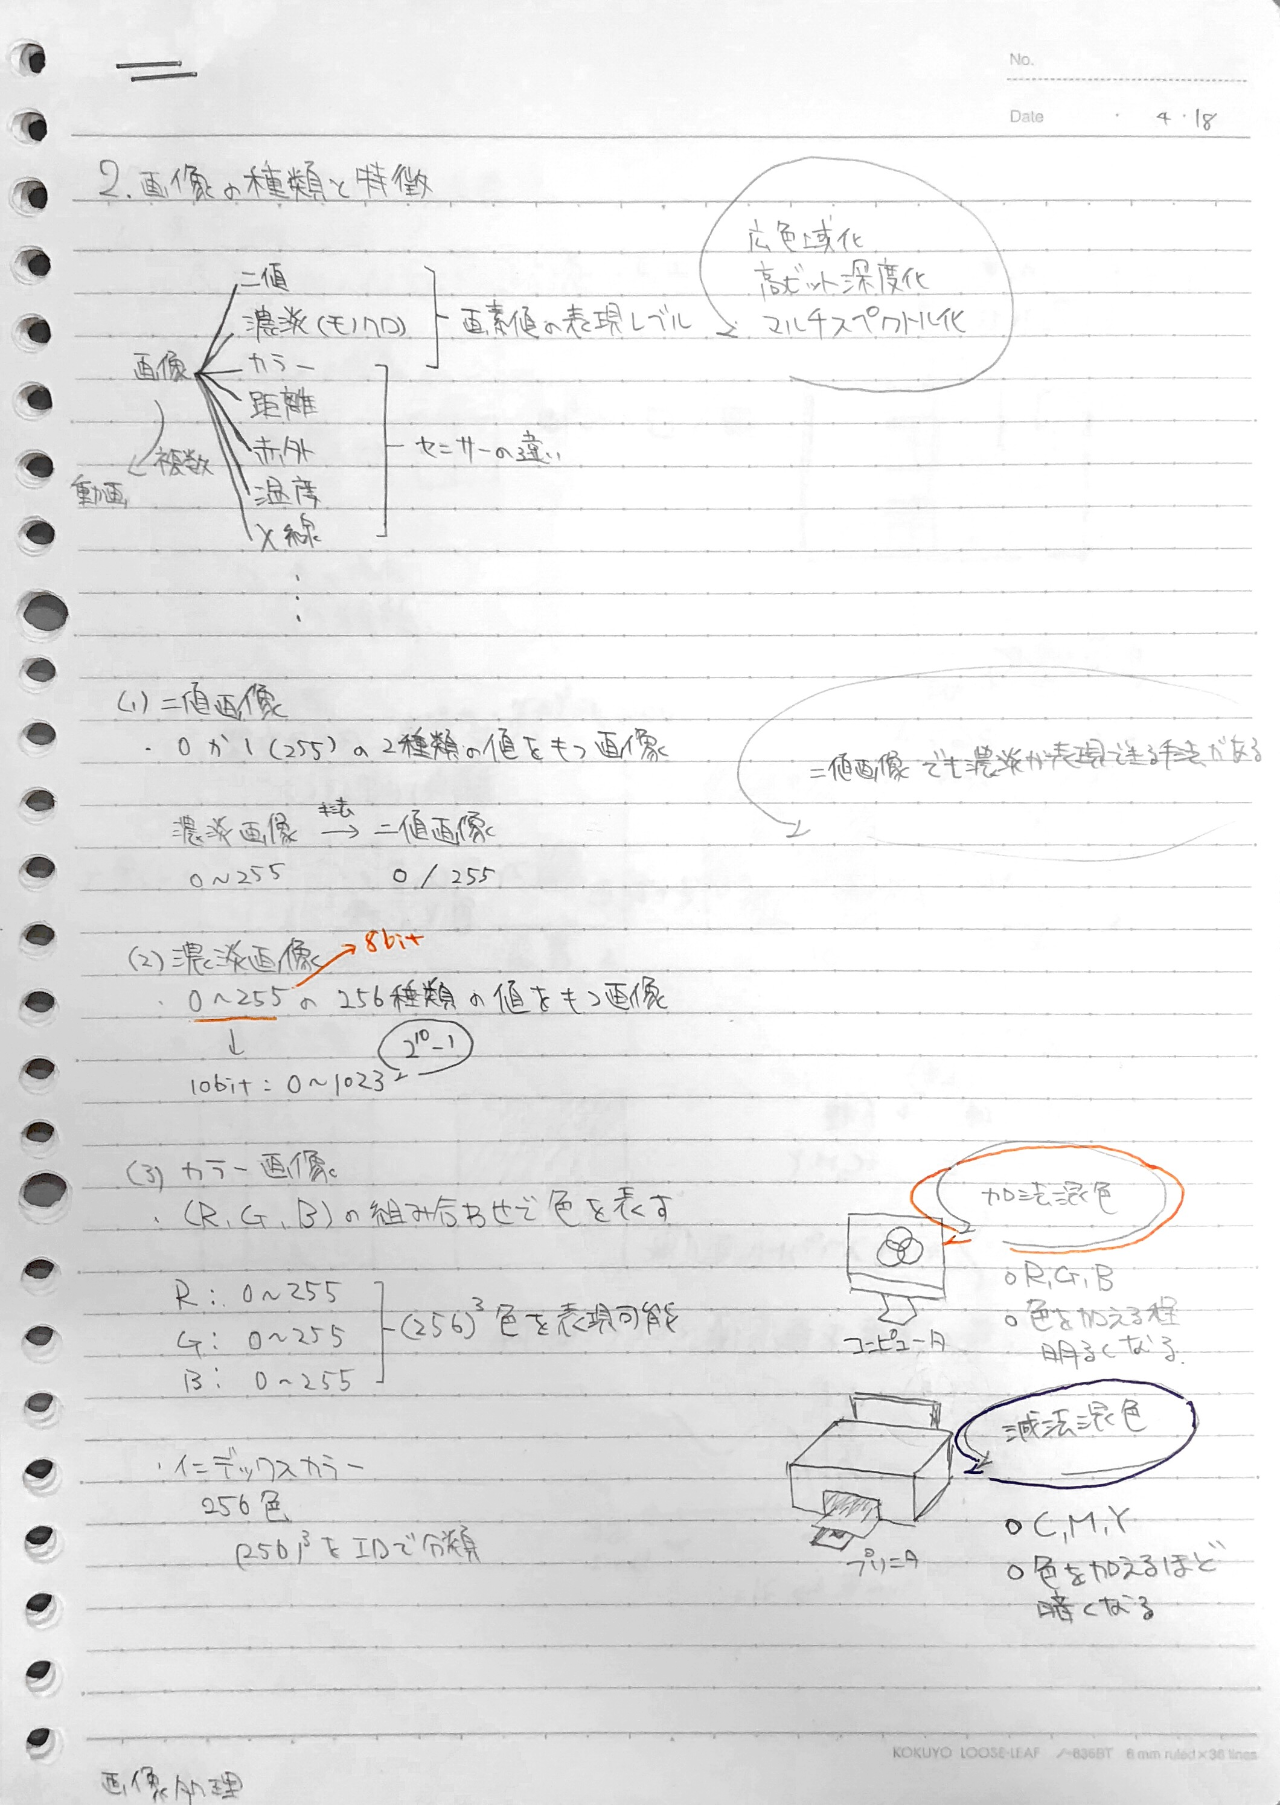 No.
Date ・ 4・18
2.画像の種類と特徴
広色域化
高ビット深度化
マルチスペクトル化
二値
濃淡(モノクロ)
カラー
画素値の表現レブル
画像
距離
赤外
温度
X線
センサーの違い
複数
動画
(1) 二値画像
・0か1(255)の2種類の値をもつ画像
二値画像でも濃淡が表現できる手法がある
濃淡画像 → 二値画像
0~255 0/255
(2) 濃淡画像
8bit
・0~255の256種類の値をもつ画像
2^10-1
10bit: 0~1023
(3) カラー画像
・(R,G,B)の組み合わせで色を表す
加法混色
R: 0~255
G: 0~255
B: 0~255
(256)^3色を表現可能
コンピュータ
○R,G,B
○色を加える程
明るくなる.
減法混色
・インデックスカラー
256色
(256)^3をIDで分類
プリンタ
○C,M,Y
○色を加えるほど
暗くなる
KOKUYO LOOSE-LEAF ノ-836BT 6 mm ruled×36 lines
画像処理